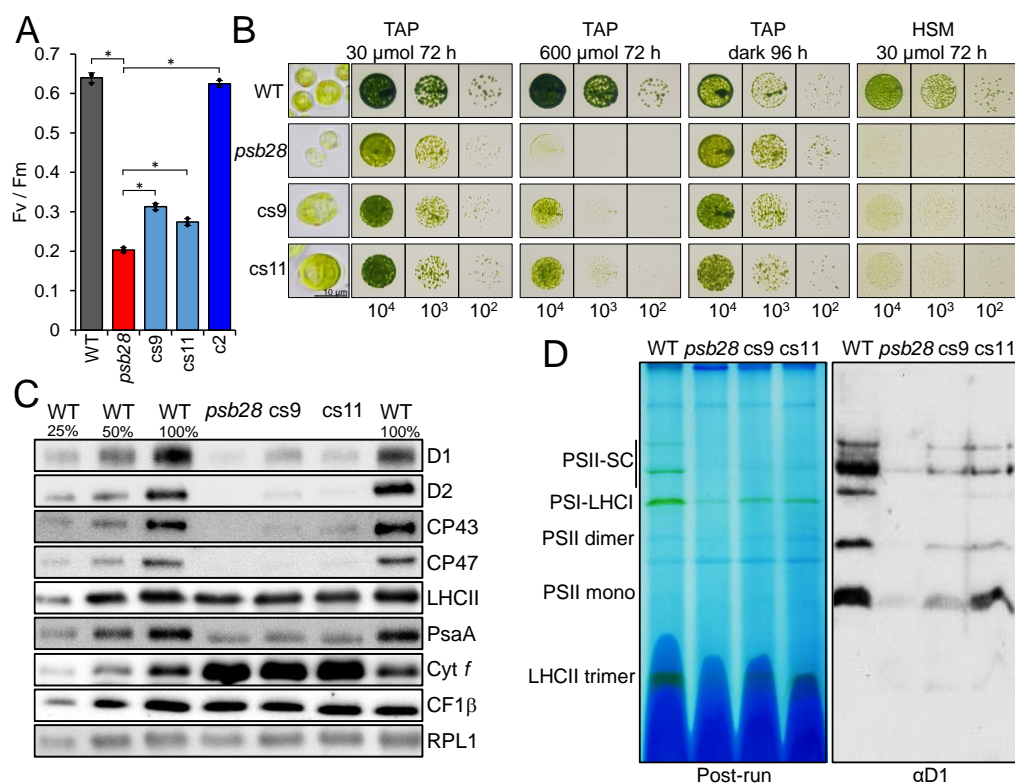 A
Fv / Fm
0.7
0.6
0.5
0.4
0.3
0.2
0.1
0
*
*
*
*
WT
psb28
cs9
cs11
c2
B
TAP
30 µmol 72 h
TAP
600 µmol 72 h
TAP
dark 96 h
HSM
30 µmol 72 h
WT
psb28
cs9
cs11
10 µm
10⁴ 10³ 10² 10⁴ 10³ 10² 10⁴ 10³ 10² 10⁴ 10³ 10²
C
WT WT WT psb28 cs9 cs11 WT
25% 50% 100% 100%
D1
D2
CP43
CP47
LHCII
PsaA
Cyt f
CF1β
RPL1
D
WT psb28 cs9 cs11 WT psb28 cs9 cs11
PSII-SC
PSI-LHCI
PSII dimer
PSII mono
LHCII trimer
Post-run
αD1